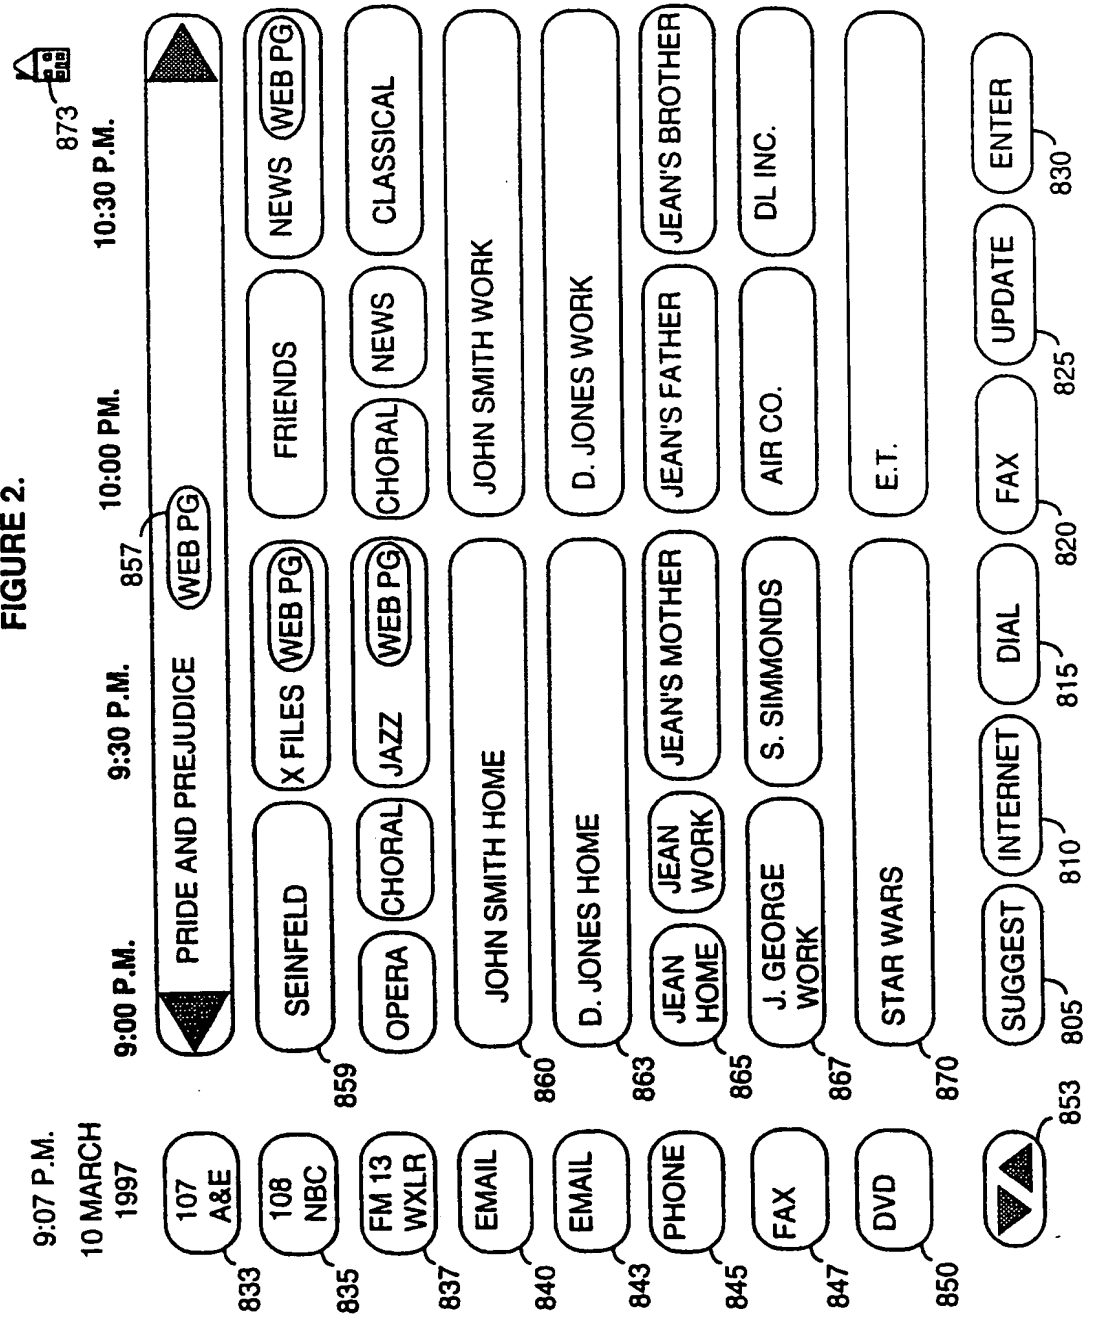 FIGURE 2.
9:07 P.M.
10 MARCH
1997
9:00 P.M.
9:30 P.M.
10:00 PM.
10:30 P.M.
873
857
107
A&E
833
PRIDE AND PREJUDICE
WEB PG
108
NBC
835
SEINFELD
859
X FILES
WEB PG
FRIENDS
NEWS
WEB PG
FM 13
WXLR
837
OPERA
CHORAL
JAZZ
WEB PG
CHORAL
NEWS
CLASSICAL
EMAIL
840
JOHN SMITH HOME
860
JOHN SMITH WORK
EMAIL
843
D. JONES HOME
863
D. JONES WORK
PHONE
845
JEAN
HOME
865
JEAN
WORK
JEAN'S MOTHER
JEAN'S FATHER
JEAN'S BROTHER
FAX
847
J. GEORGE
WORK
867
S. SIMMONDS
AIR CO.
DL INC.
DVD
850
STAR WARS
870
E.T.
853
SUGGEST
805
INTERNET
810
DIAL
815
FAX
820
UPDATE
825
ENTER
830